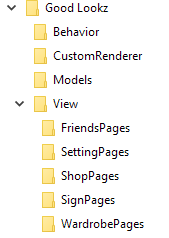 Good Lookz
Behavior
CustomRenderer
Models
View
FriendsPages
SettingPages
ShopPages
SignPages
WardrobePages